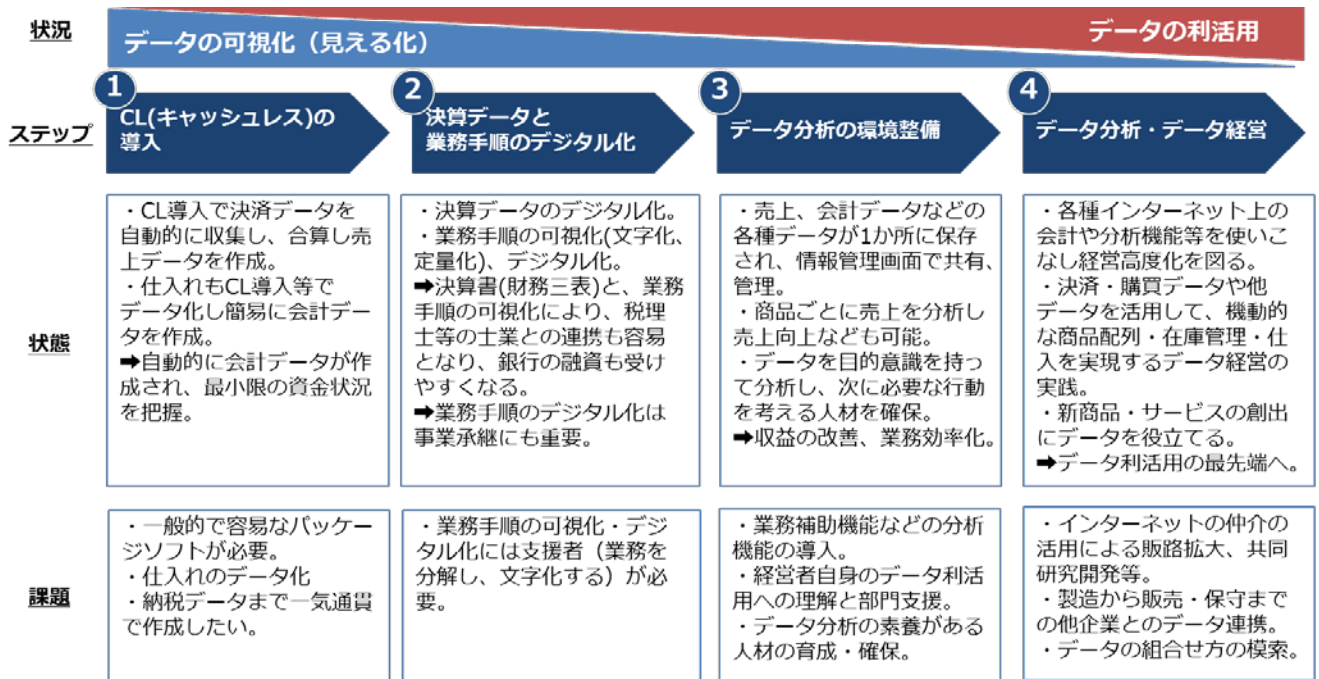 状況
データの可視化（見える化）
データの利活用
ステップ
1
CL(キャッシュレス)の
導入
2
決算データと
業務手順のデジタル化
3
データ分析の環境整備
4
データ分析・データ経営
状態
・CL導入で決済データを
自動的に収集し、合算し売
上データを作成。
・仕入れもCL導入等で
データ化し簡易に会計デー
タを作成。
➡自動的に会計データが作
成され、最小限の資金状況
を把握。
・決算データのデジタル化。
・業務手順の可視化(文字化、
定量化)、デジタル化。
➡決算書(財務三表)と、業務
手順の可視化により、税理
士等の士業との連携も容易
となり、銀行の融資も受け
やすくなる。
➡業務手順のデジタル化は
事業承継にも重要。
・売上、会計データなどの
各種データが1か所に保存
され、情報管理画面で共有、
管理。
・商品ごとに売上を分析し
売上向上なども可能。
・データを目的意識を持っ
て分析し、次に必要な行動
を考える人材を確保。
➡収益の改善、業務効率化。
・各種インターネット上の
会計や分析機能等を使いこ
なし経営高度化を図る。
・決済・購買データや他
データを活用して、機動的
な商品配列・在庫管理・仕
入を実現するデータ経営の
実践。
・新商品・サービスの創出
にデータを役立てる。
➡データ利活用の最先端へ。
課題
・一般的で容易なパッケー
ジソフトが必要。
・仕入れのデータ化
・納税データまで一気通貫
で作成したい。
・業務手順の可視化・デジ
タル化には支援者（業務を
分解し、文字化する）が必
要。
・業務補助機能などの分析
機能の導入。
・経営者自身のデータ利活
用への理解と部門支援。
・データ分析の素養がある
人材の育成・確保。
・インターネットの仲介の
活用による販路拡大、共同
研究開発等。
・製造から販売・保守まで
の他企業とのデータ連携。
・データの組合せ方の模索。